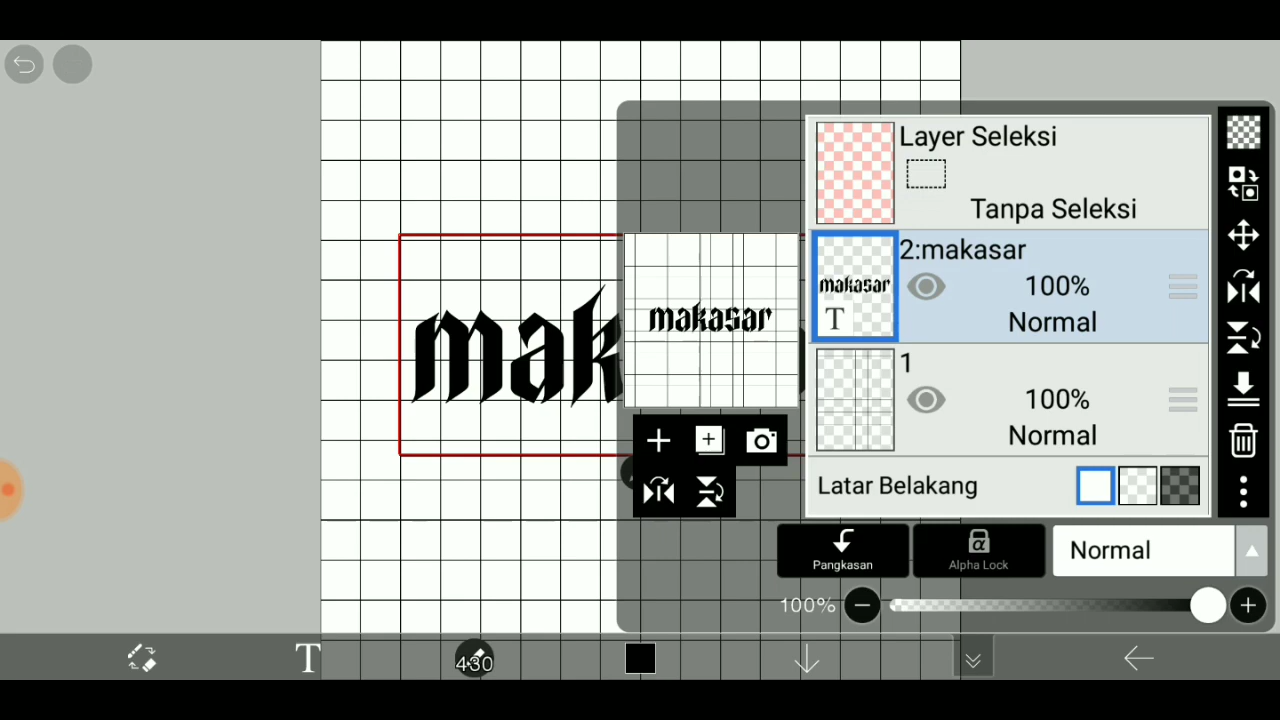 Layer Seleksi
Tanpa Seleksi
2:makasar
100%
Normal
makasar
T
1
100%
Normal
Latar Belakang
mak
makasar
Pangkasan
α
Alpha Lock
Normal
100%
T
430